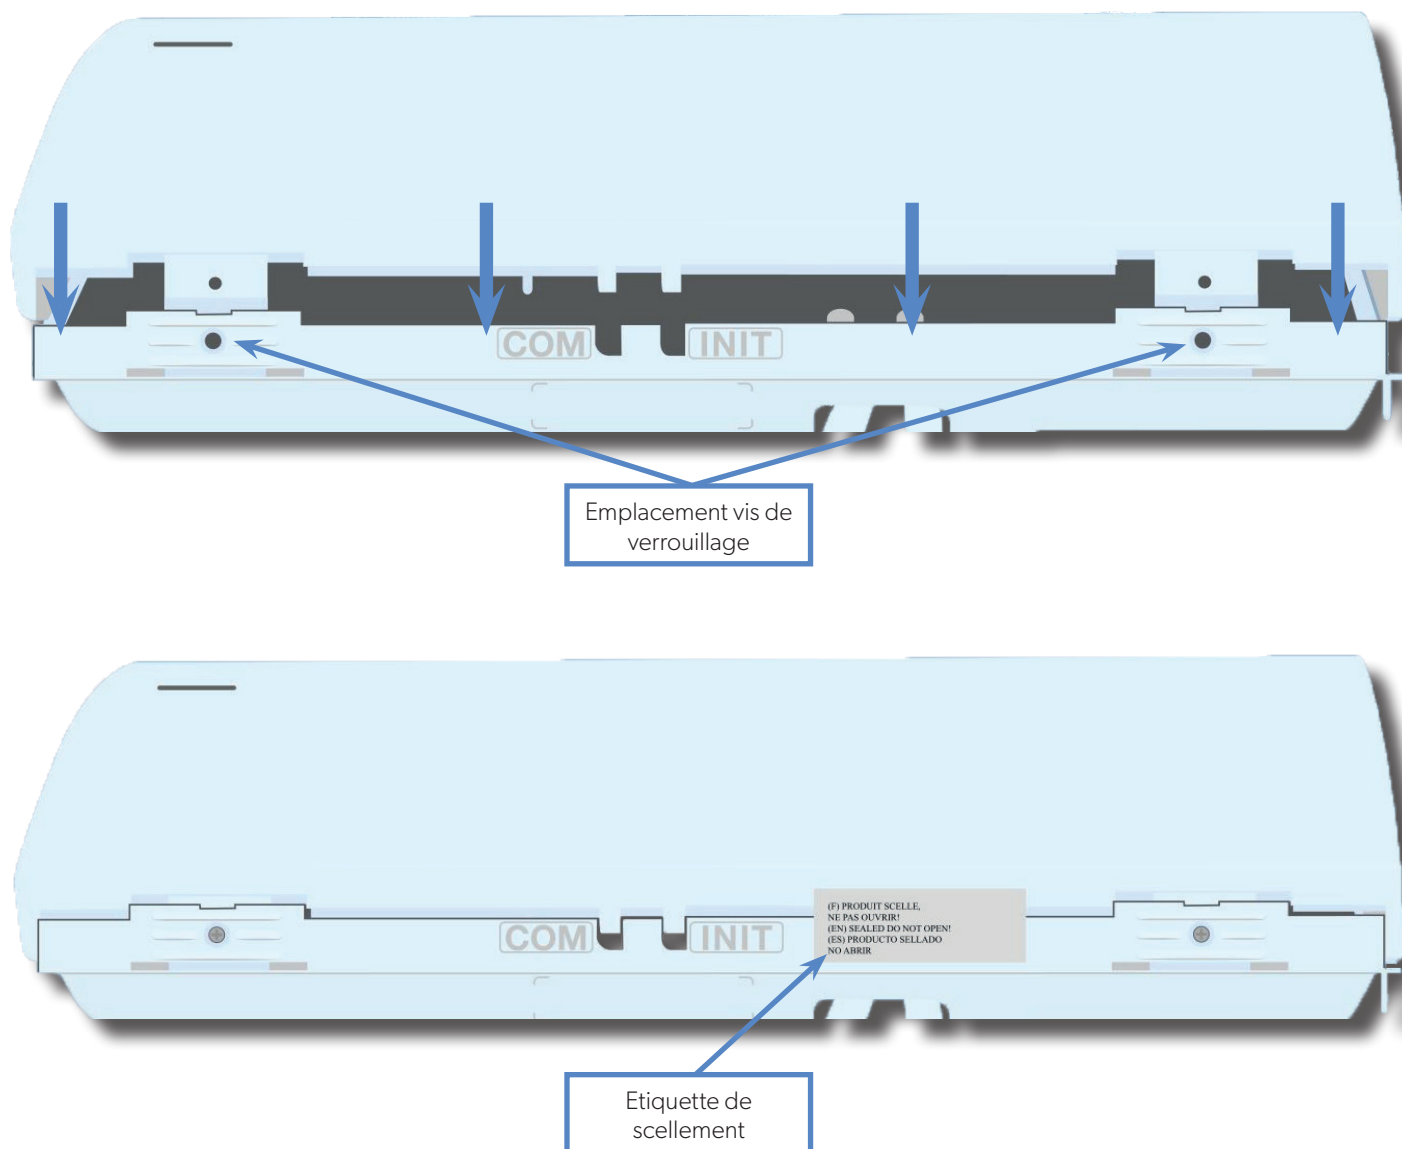 COM INIT
Emplacement vis de
verrouillage
COM INIT
(F) PRODUIT SCELLE,
NE PAS OUVRIR!
(EN) SEALED DO NOT OPEN!
(ES) PRODUCTO SELLADO
NO ABRIR
Etiquette de
scellement